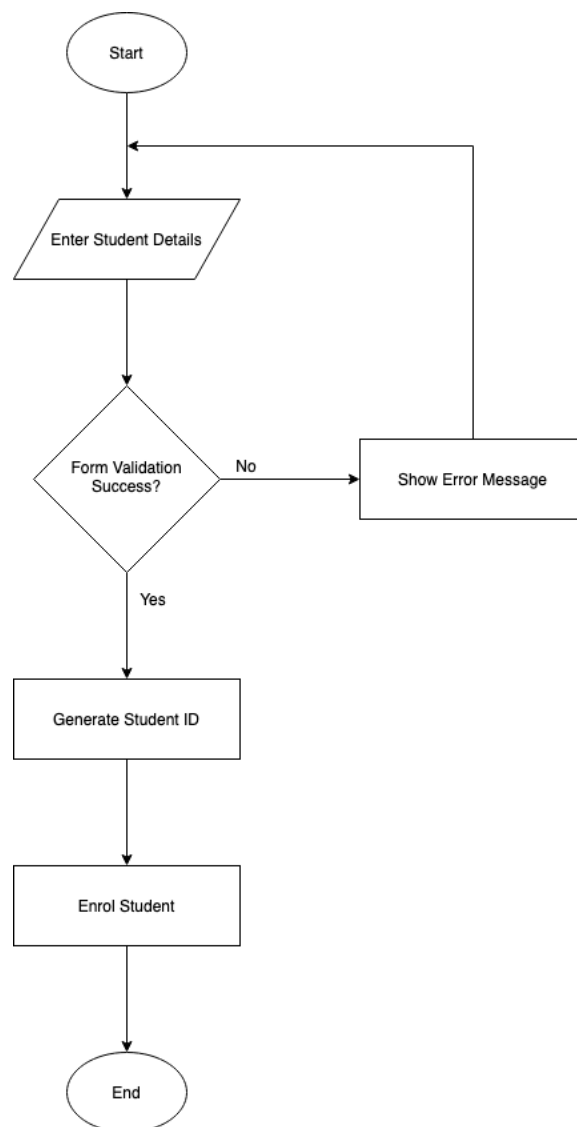 Start
Enter Student Details
Form Validation
Success?
No
Show Error Message
Yes
Generate Student ID
Enrol Student
End